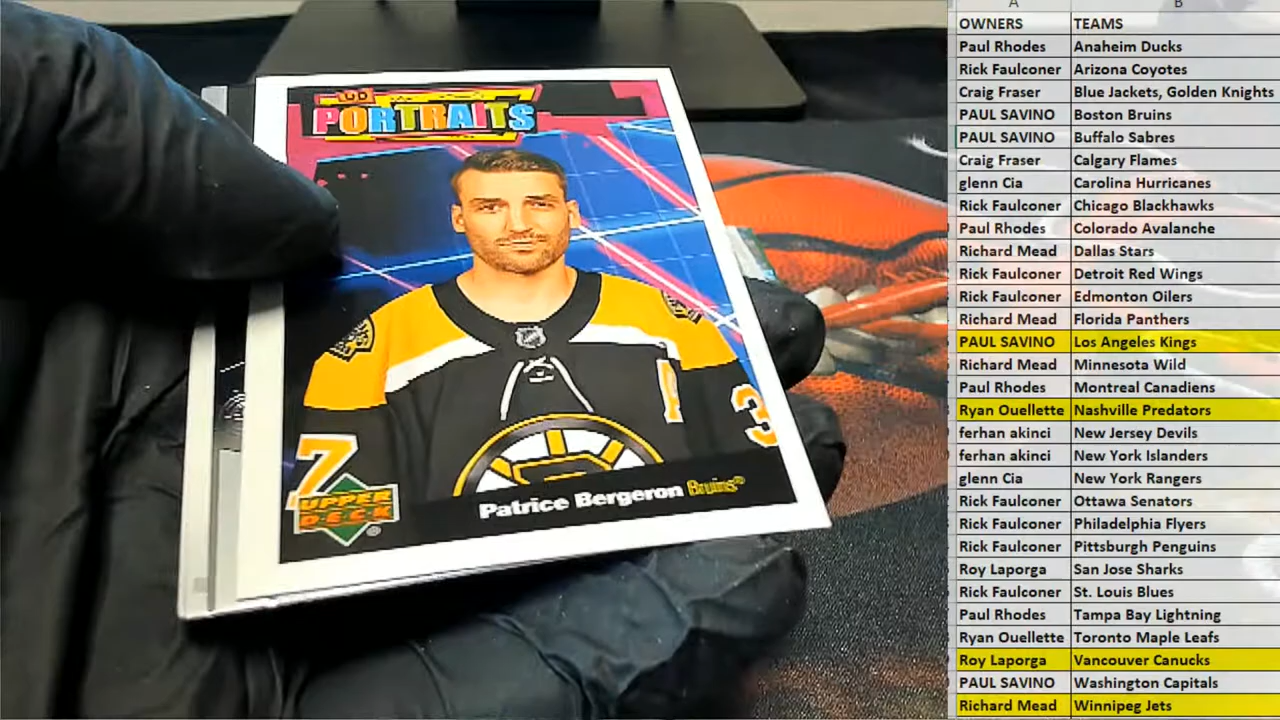 UD
PORTRAITS
7
3
UPPER
DECK
Patrice Bergeron Bruins
A B
OWNERS TEAMS
Paul Rhodes Anaheim Ducks
Rick Faulconer Arizona Coyotes
Craig Fraser Blue Jackets, Golden Knights
PAUL SAVINO Boston Bruins
PAUL SAVINO Buffalo Sabres
Craig Fraser Calgary Flames
glenn Cia Carolina Hurricanes
Rick Faulconer Chicago Blackhawks
Paul Rhodes Colorado Avalanche
Richard Mead Dallas Stars
Rick Faulconer Detroit Red Wings
Rick Faulconer Edmonton Oilers
Richard Mead Florida Panthers
PAUL SAVINO Los Angeles Kings
Richard Mead Minnesota Wild
Paul Rhodes Montreal Canadiens
Ryan Ouellette Nashville Predators
ferhan akinci New Jersey Devils
ferhan akinci New York Islanders
glenn Cia New York Rangers
Rick Faulconer Ottawa Senators
Rick Faulconer Philadelphia Flyers
Rick Faulconer Pittsburgh Penguins
Roy Laporga San Jose Sharks
Rick Faulconer St. Louis Blues
Paul Rhodes Tampa Bay Lightning
Ryan Ouellette Toronto Maple Leafs
Roy Laporga Vancouver Canucks
PAUL SAVINO Washington Capitals
Richard Mead Winnipeg Jets